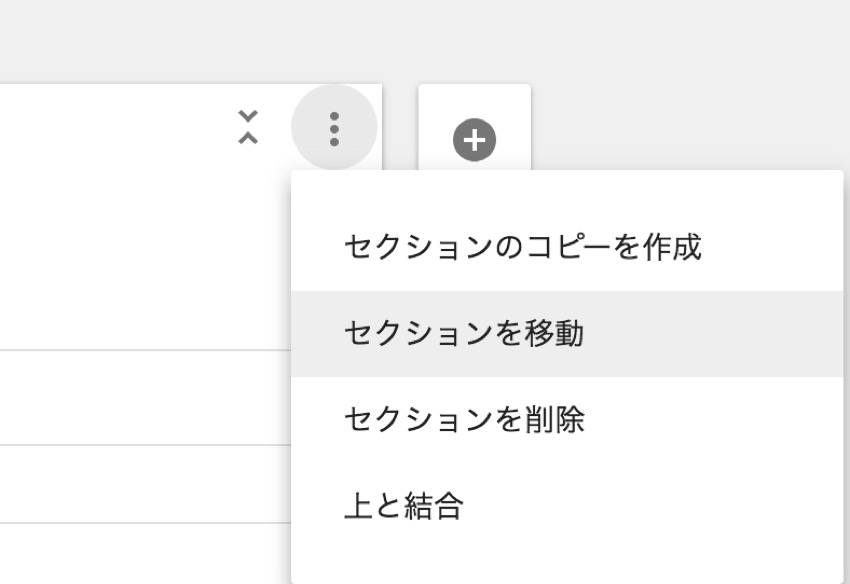 セクションのコピーを作成
セクションを移動
セクションを削除
上と結合